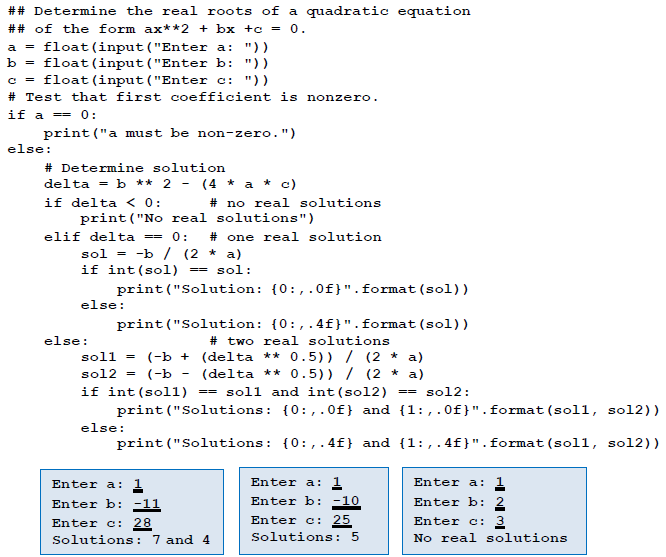 ## Determine the real roots of a quadratic equation
## of the form ax**2 + bx +c = 0.
a = float(input("Enter a: "))
b = float(input("Enter b: "))
c = float(input("Enter c: "))
# Test that first coefficient is nonzero.
if a == 0:
    print("a must be non-zero.")
else:
    # Determine solution
    delta = b ** 2 - (4 * a * c)
    if delta < 0:     # no real solutions
        print("No real solutions")
    elif delta == 0:  # one real solution
        sol = -b / (2 * a)
        if int(sol) == sol:
            print("Solution: {0:,.0f}".format(sol))
        else:
            print("Solution: {0:,.4f}".format(sol))
    else:             # two real solutions
        sol1 = (-b + (delta ** 0.5)) / (2 * a)
        sol2 = (-b - (delta ** 0.5)) / (2 * a)
        if int(sol1) == sol1 and int(sol2) == sol2:
            print("Solutions: {0:,.0f} and {1:,.0f}".format(sol1, sol2))
        else:
            print("Solutions: {0:,.4f} and {1:,.4f}".format(sol1, sol2))
Enter a: 1
Enter b: -11
Enter c: 28
Solutions: 7 and 4
Enter a: 1
Enter b: -10
Enter c: 25
Solutions: 5
Enter a: 1
Enter b: 2
Enter c: 3
No real solutions